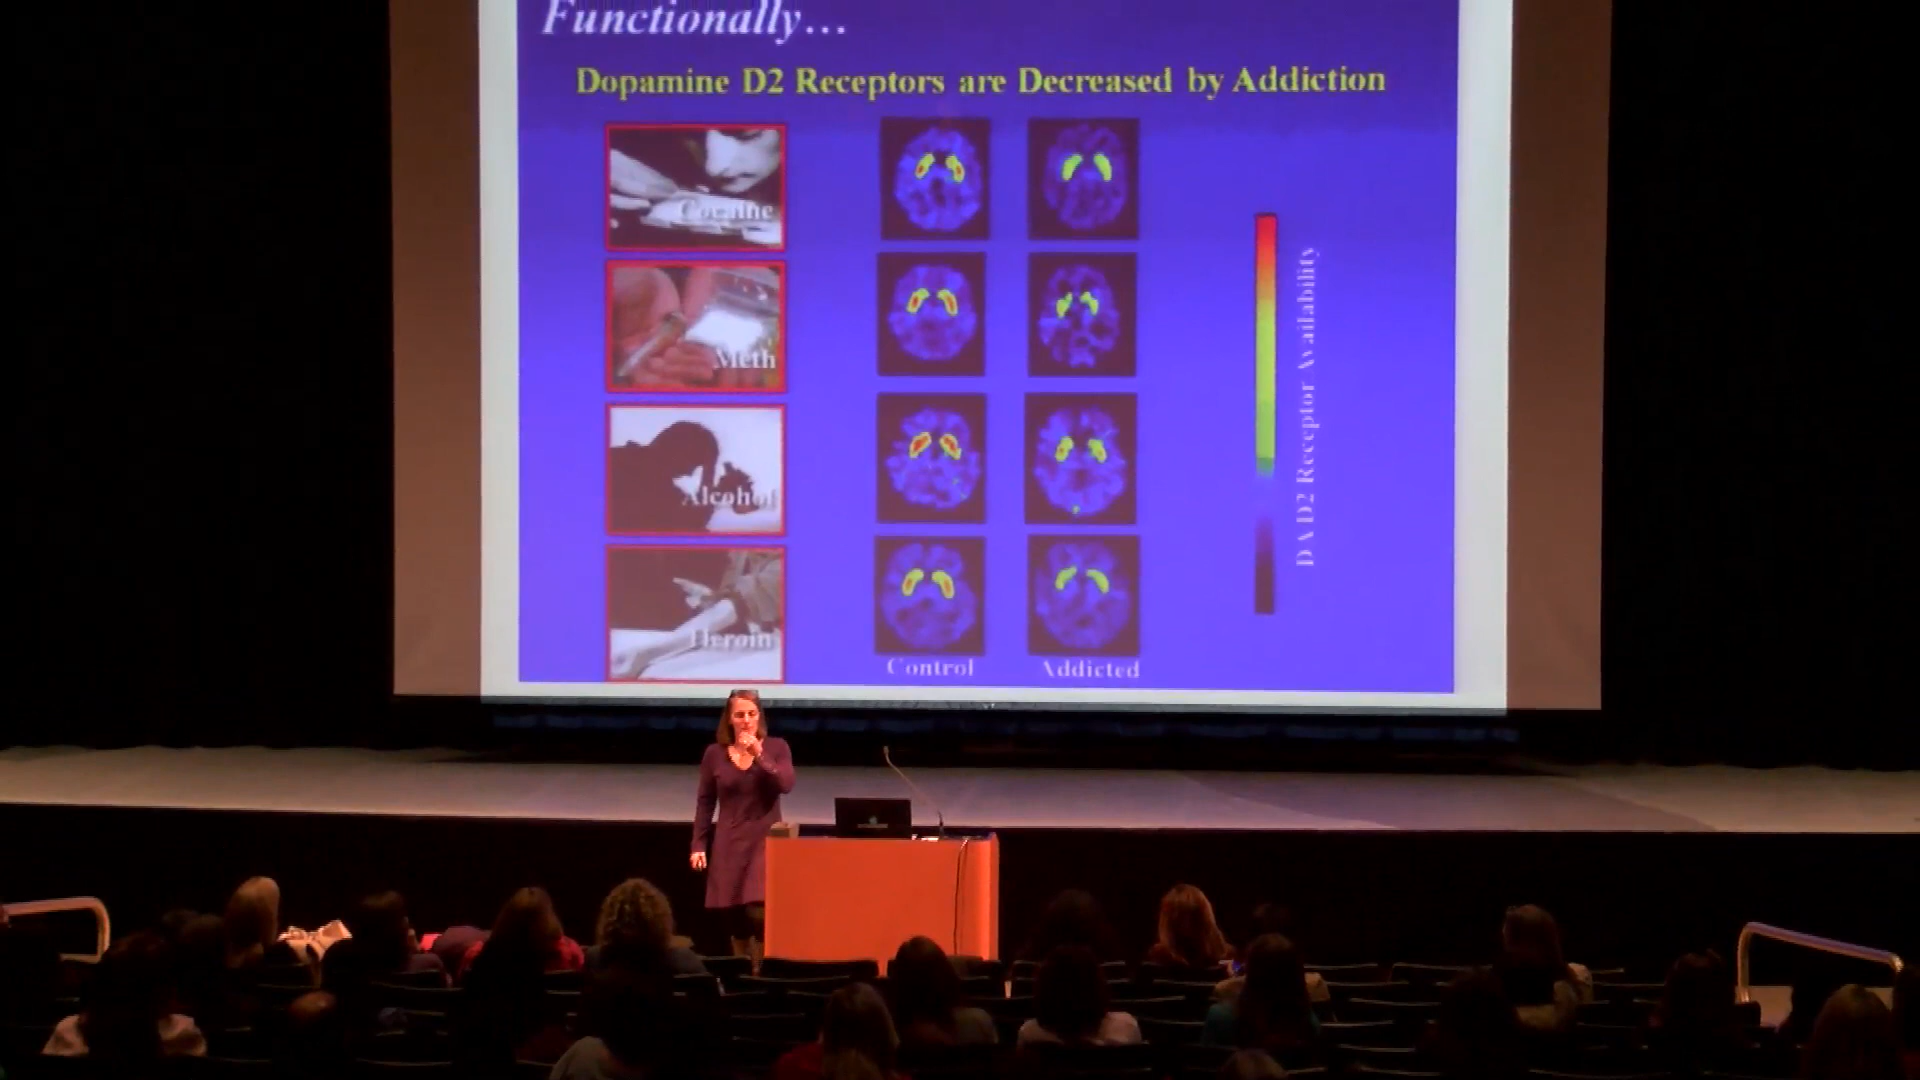 Functionally...
Dopamine D2 Receptors are Decreased by Addiction
Cocaine
Meth
Alcohol
Heroin
Control
Addicted
DA D2 Receptor Availability